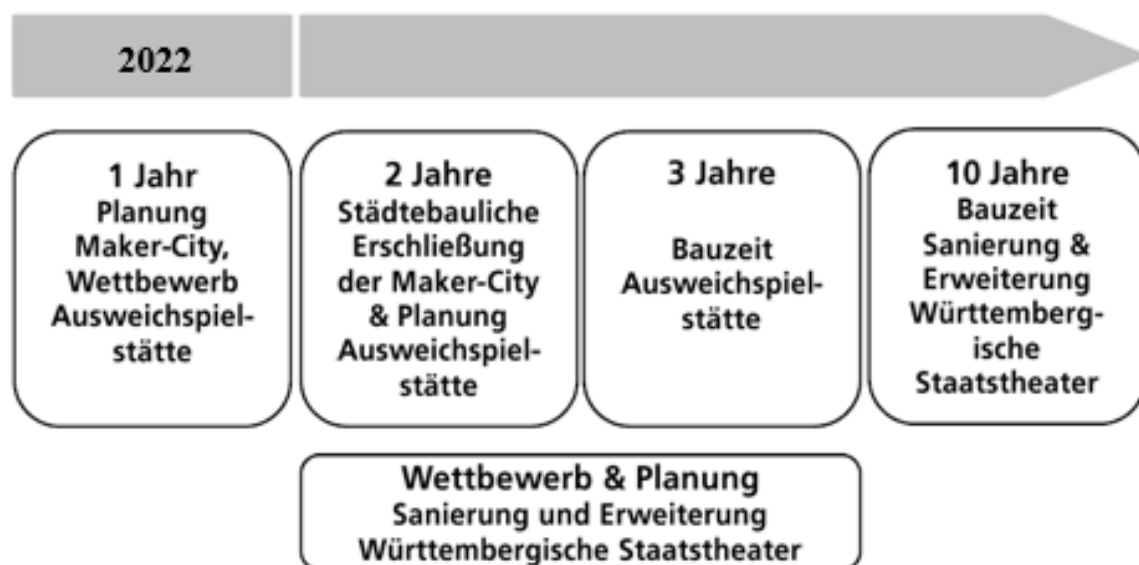 2022
1 Jahr
Planung
Maker-City,
Wettbewerb
Ausweichspiel-
stätte
2 Jahre
Städtebauliche
Erschließung
der Maker-City
& Planung
Ausweichspiel-
stätte
3 Jahre
Bauzeit
Ausweichspiel-
stätte
10 Jahre
Bauzeit
Sanierung &
Erweiterung
Württemberg-
ische
Staatstheater
Wettbewerb & Planung
Sanierung und Erweiterung
Württembergische Staatstheater